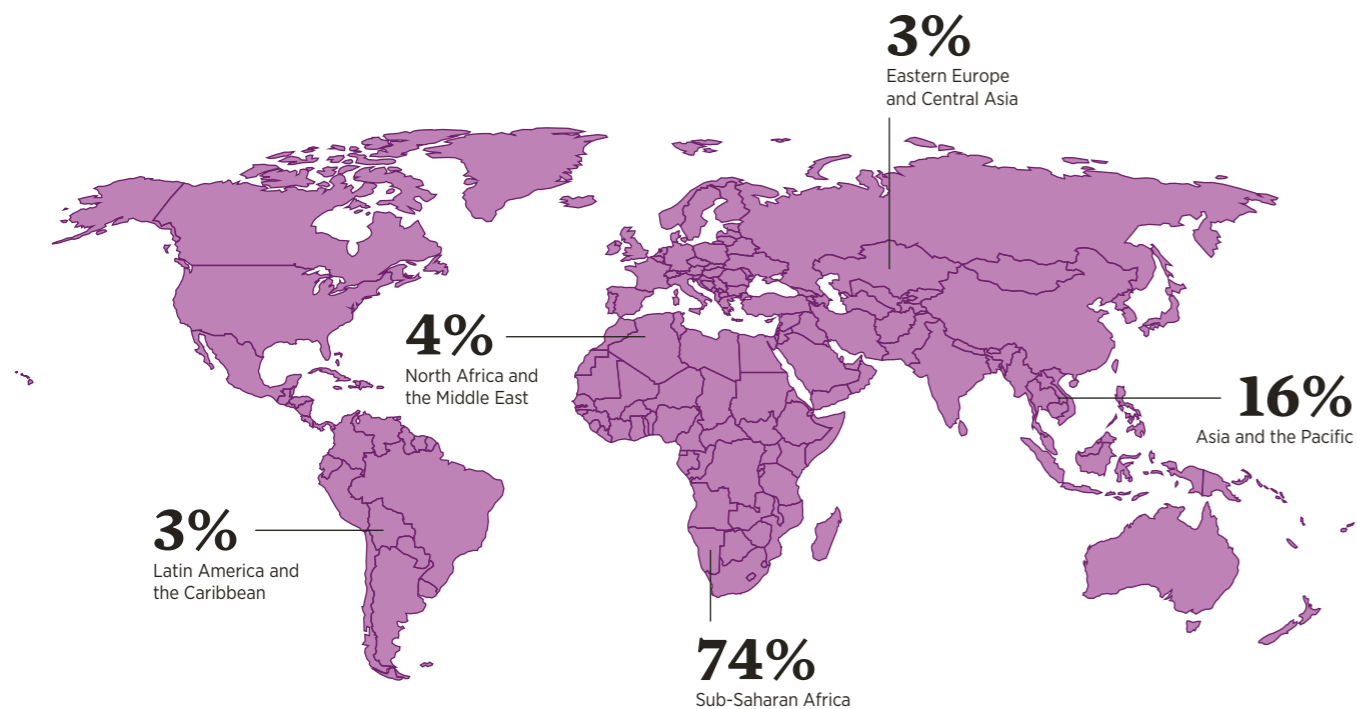 3%
Eastern Europe
and Central Asia
4%
North Africa and
the Middle East
16%
Asia and the Pacific
3%
Latin America and
the Caribbean
74%
Sub-Saharan Africa